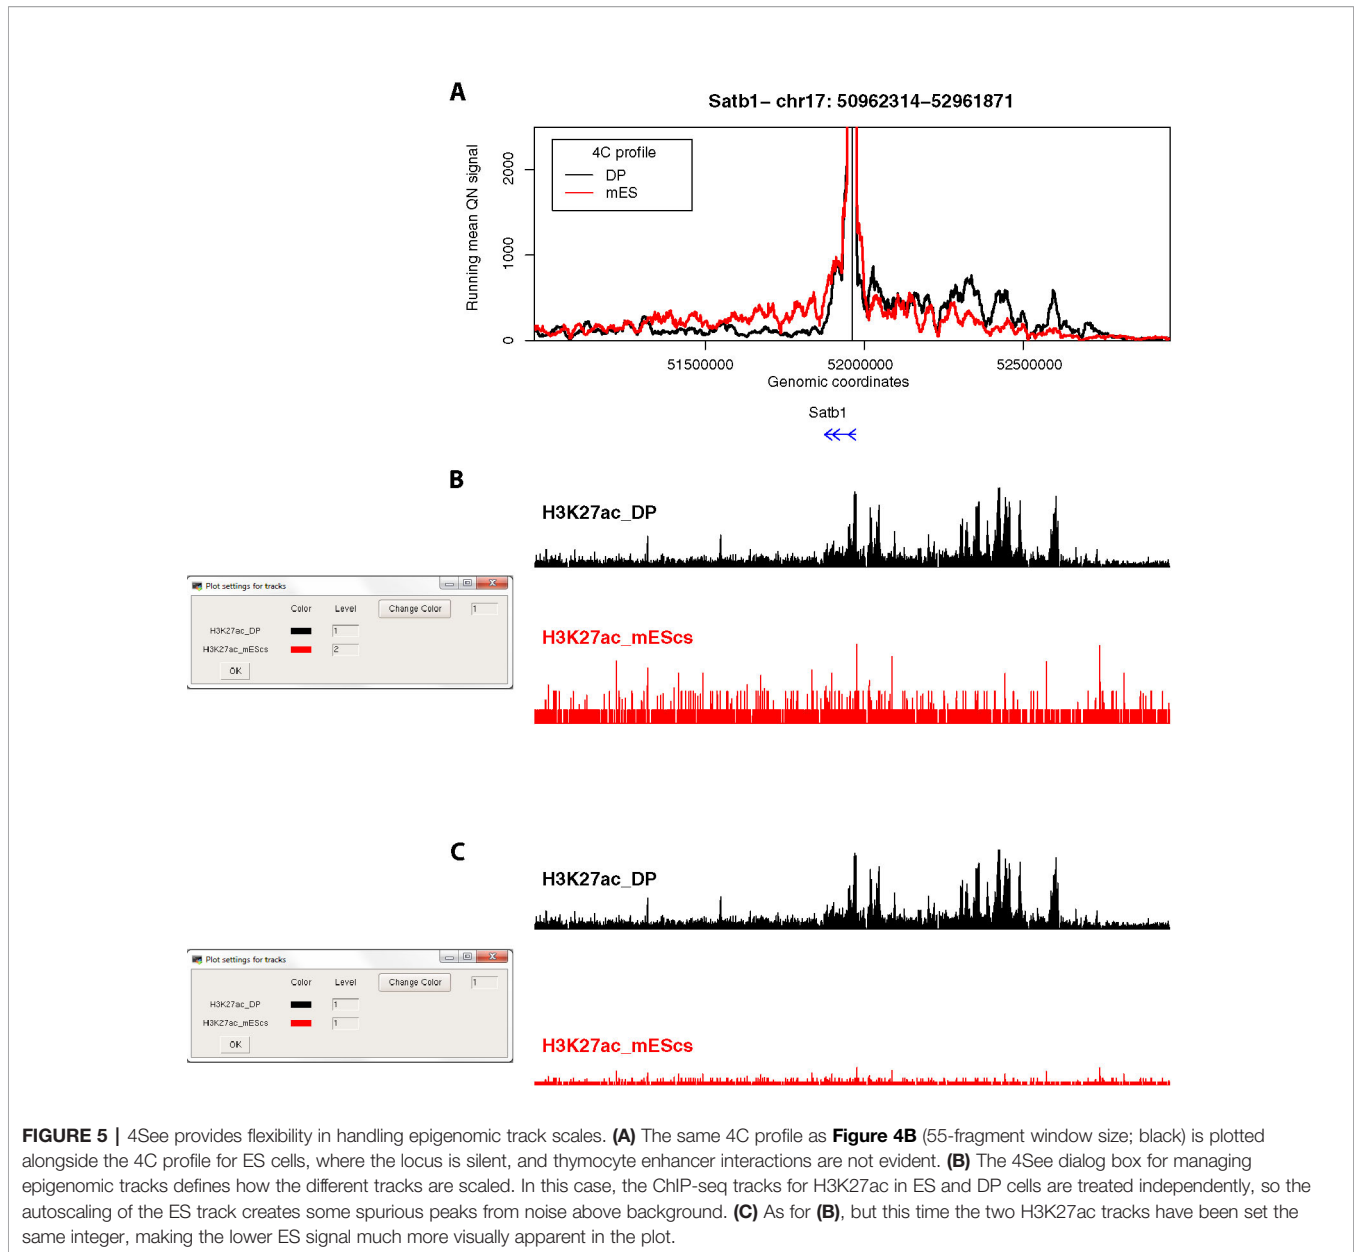 A
Satb1– chr17: 50962314–52961871
Running mean QN signal
2000
1000
0
4C profile
DP
mES
51500000 52000000 52500000
Genomic coordinates
Satb1
B
H3K27ac_DP
H3K27ac_mEScs
Plot settings for tracks
Color Level Change Color 1
H3K27ac_DP 1
H3K27ac_mEScs 2
OK
C
H3K27ac_DP
H3K27ac_mEScs
Plot settings for tracks
Color Level Change Color 1
H3K27ac_DP 1
H3K27ac_mEScs 1
OK
FIGURE 5 | 4See provides flexibility in handling epigenomic track scales. (A) The same 4C profile as Figure 4B (55-fragment window size; black) is plotted
alongside the 4C profile for ES cells, where the locus is silent, and thymocyte enhancer interactions are not evident. (B) The 4See dialog box for managing
epigenomic tracks defines how the different tracks are scaled. In this case, the ChIP-seq tracks for H3K27ac in ES and DP cells are treated independently, so the
autoscaling of the ES track creates some spurious peaks from noise above background. (C) As for (B), but this time the two H3K27ac tracks have been set the
same integer, making the lower ES signal much more visually apparent in the plot.